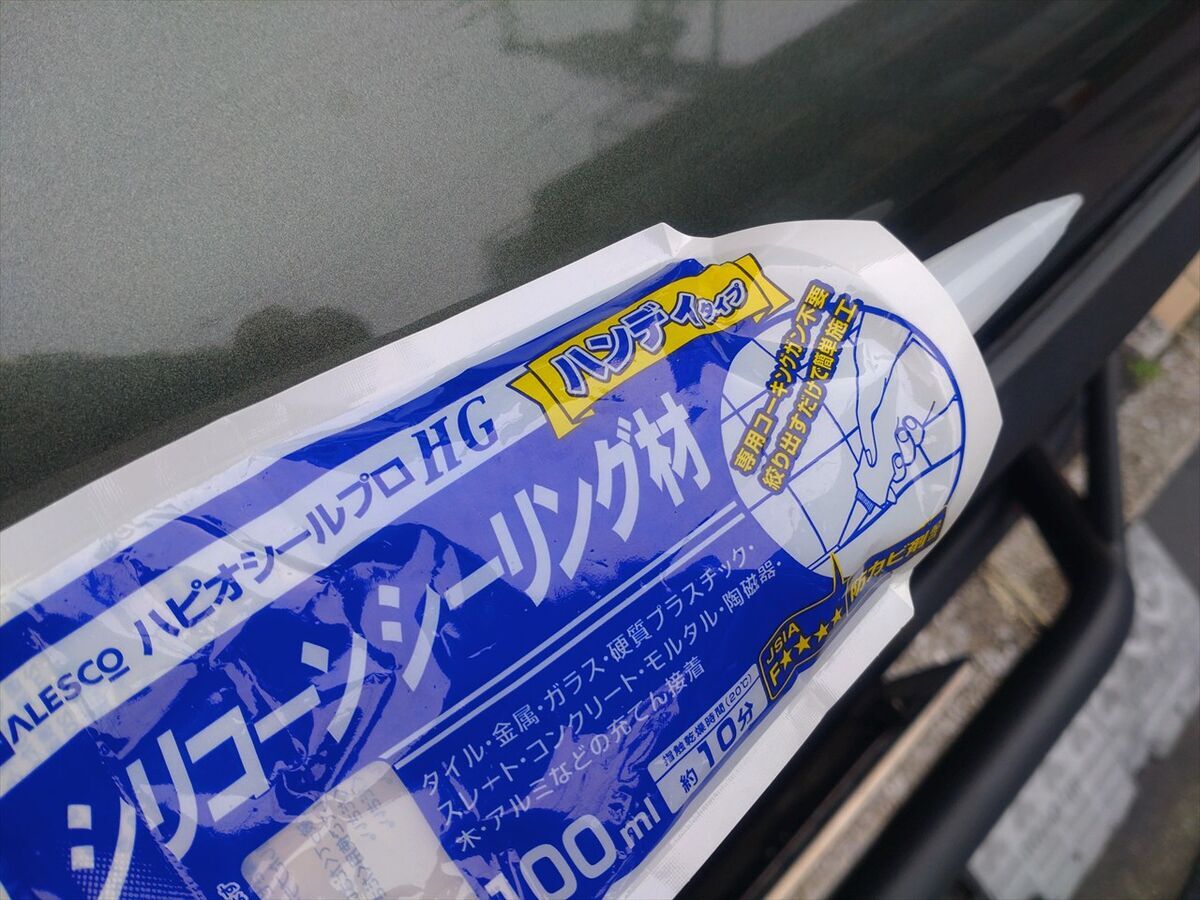 ハンディタイプ
専用コーキングガン不要
絞り出すだけで簡単施工
ALESCO ハピオシールプロHG
シリコーンシーリング材
タイル・金属・ガラス・硬質プラスチック・
スレート・コンクリート・モルタル・陶磁器・
木・アルミなどの充てん接着
JSIA
F★★★★
防カビ剤
指触乾燥時間(20℃)
約10分
100ml